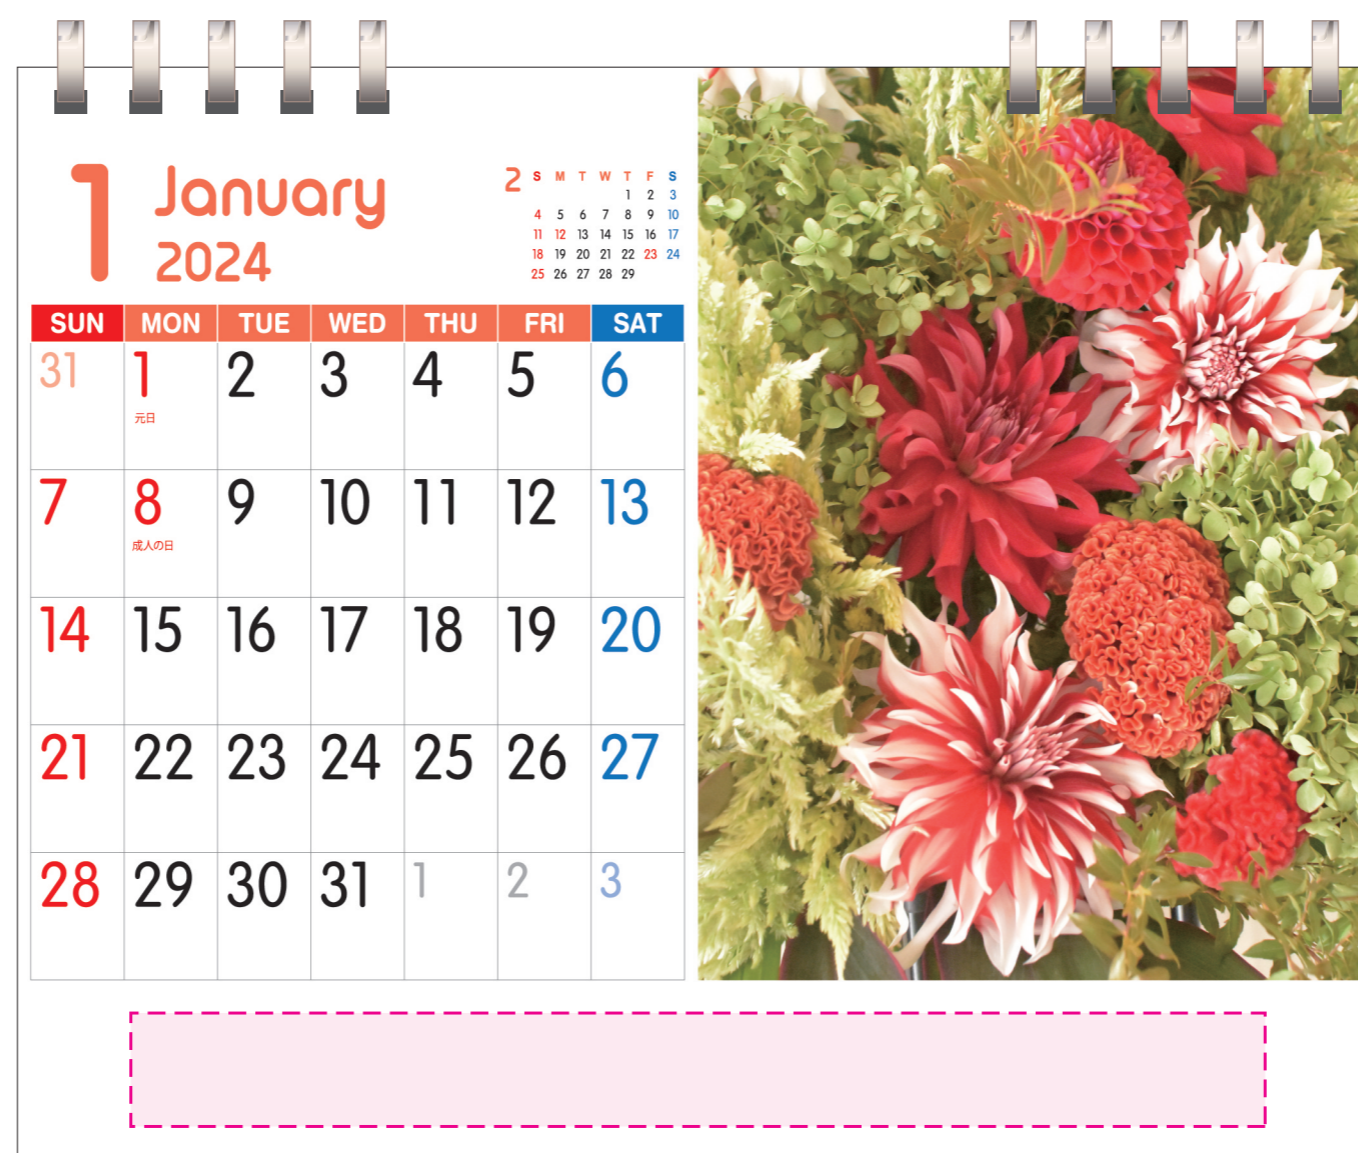 1 January
2024
2 S M T W T F S
1 2 3
4 5 6 7 8 9 10
11 12 13 14 15 16 17
18 19 20 21 22 23 24
25 26 27 28 29
SUN MON TUE WED THU FRI SAT
31 1 2 3 4 5 6
元日
7 8 9 10 11 12 13
成人の日
14 15 16 17 18 19 20
21 22 23 24 25 26 27
28 29 30 31 1 2 3